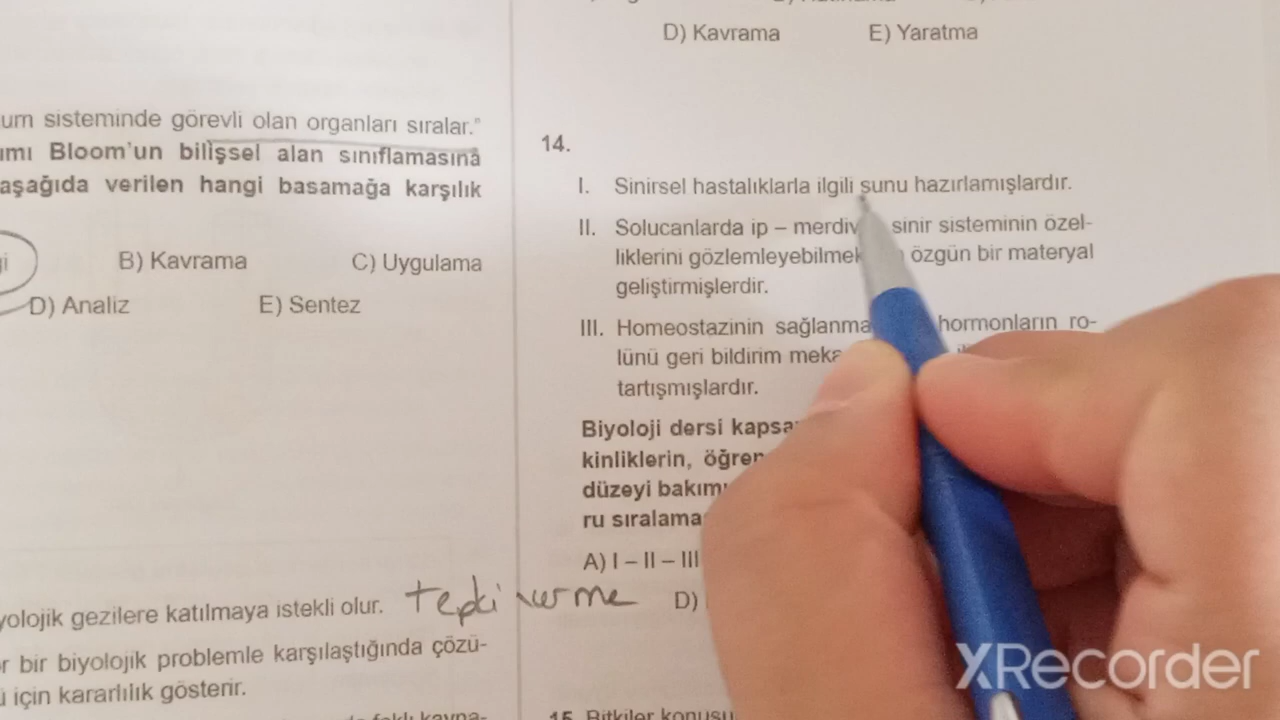 um sisteminde görevli olan organları sıralar."
ımı Bloom'un bilişsel alan sınıflamasına
aşağıda verilen hangi basamağa karşılık
gi
B) Kavrama
C) Uygulama
D) Analiz
E) Sentez
yolojik gezilere katılmaya istekli olur. tepki verme
r bir biyolojik problemle karşılaştığında çözü-
ü için kararlılık gösterir.
D) Kavrama
E) Yaratma
14.
I. Sinirsel hastalıklarla ilgili sunu hazırlamışlardır.
II. Solucanlarda ip – merdiv sinir sisteminin özel-
liklerini gözlemleyebilmek özgün bir materyal
geliştirmişlerdir.
III. Homeostazinin sağlanma hormonların ro-
lünü geri bildirim meka
tartışmışlardır.
Biyoloji dersi kapsa
kinliklerin, öğren
düzeyi bakım
ru sıralama
A) I – II – III
D)
15. Bitkiler konusu
XRecorder